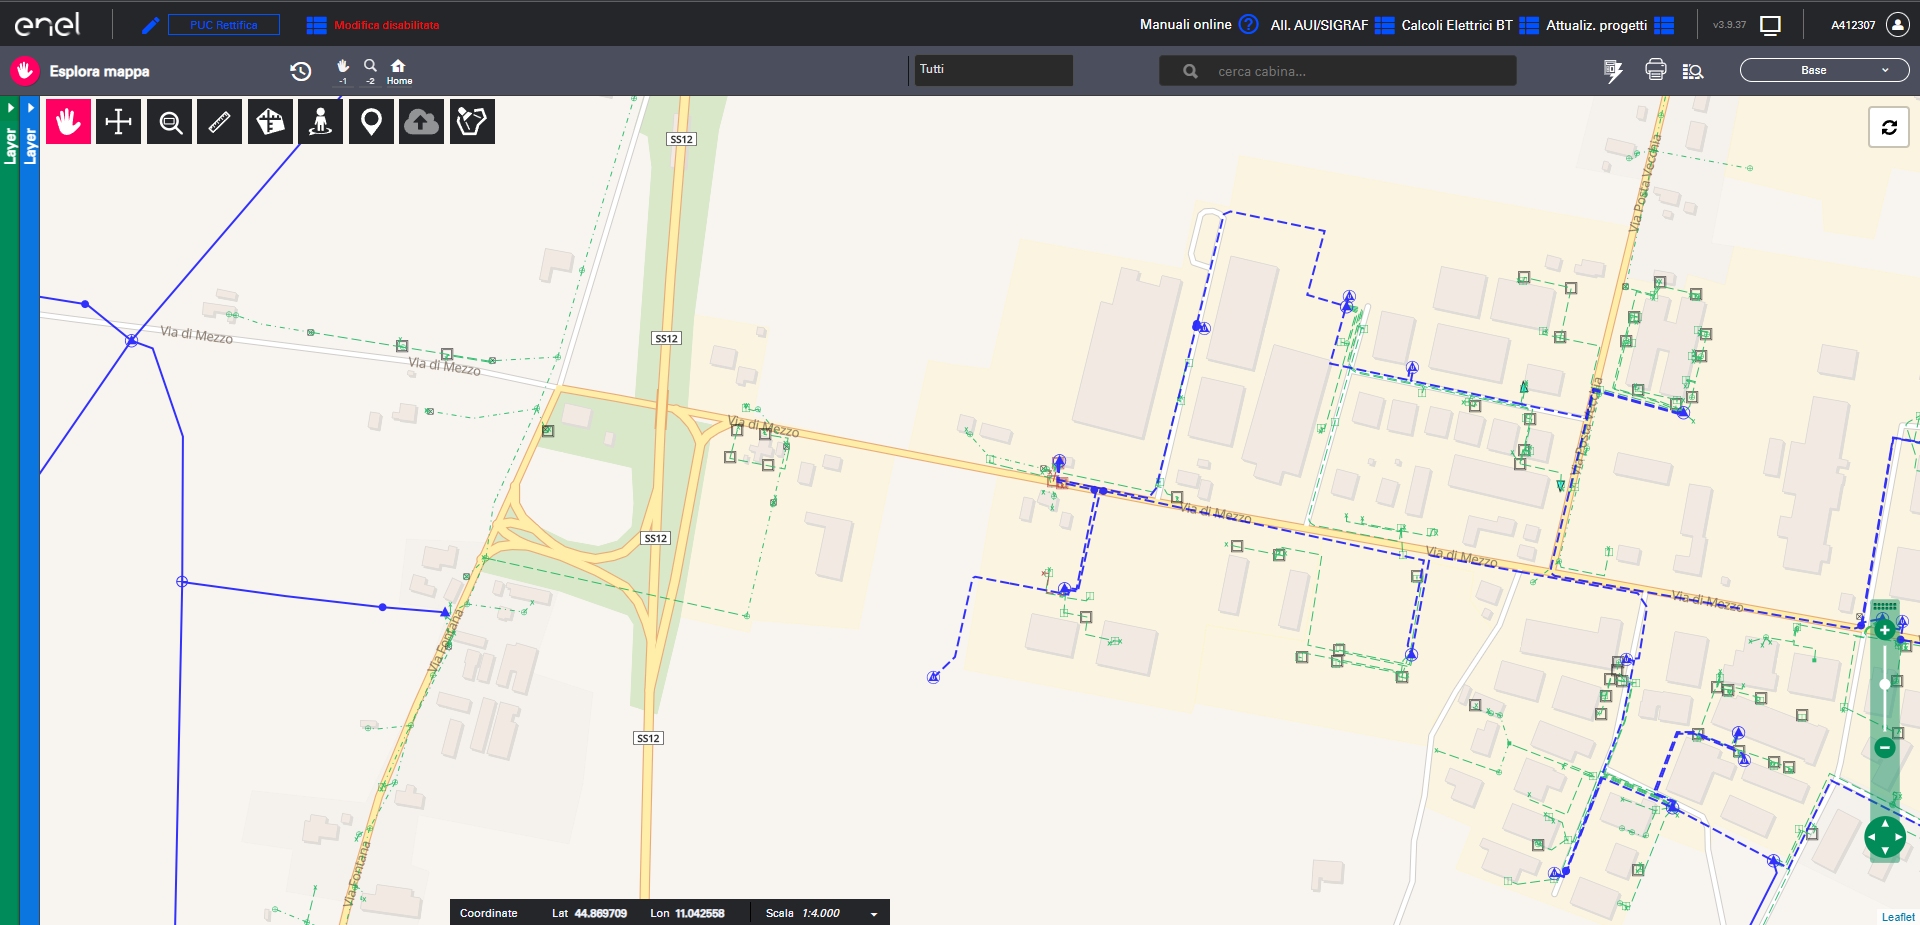 enel
PUC Rettifica
Modifica disabilitata
Manuali online
All. AUI/SIGRAF
Calcoli Elettrici BT
Attualiz. progetti
v3.9.37
A412307
Esplora mappa
-1
-2
Home
Tutti
cerca cabina...
Base
Layer
Layer
SS12
Via Posta Vecchia
Via di Mezzo
SS12
Via di Mezzo
Via di Mezzo
Via di Mezzo
SS12
Via di Mezzo
Via di Mezzo
Via Fontana
SS12
Via Fontana
Coordinate
Lat 44.869709
Lon 11.042558
Scala 1:4.000
Leaflet